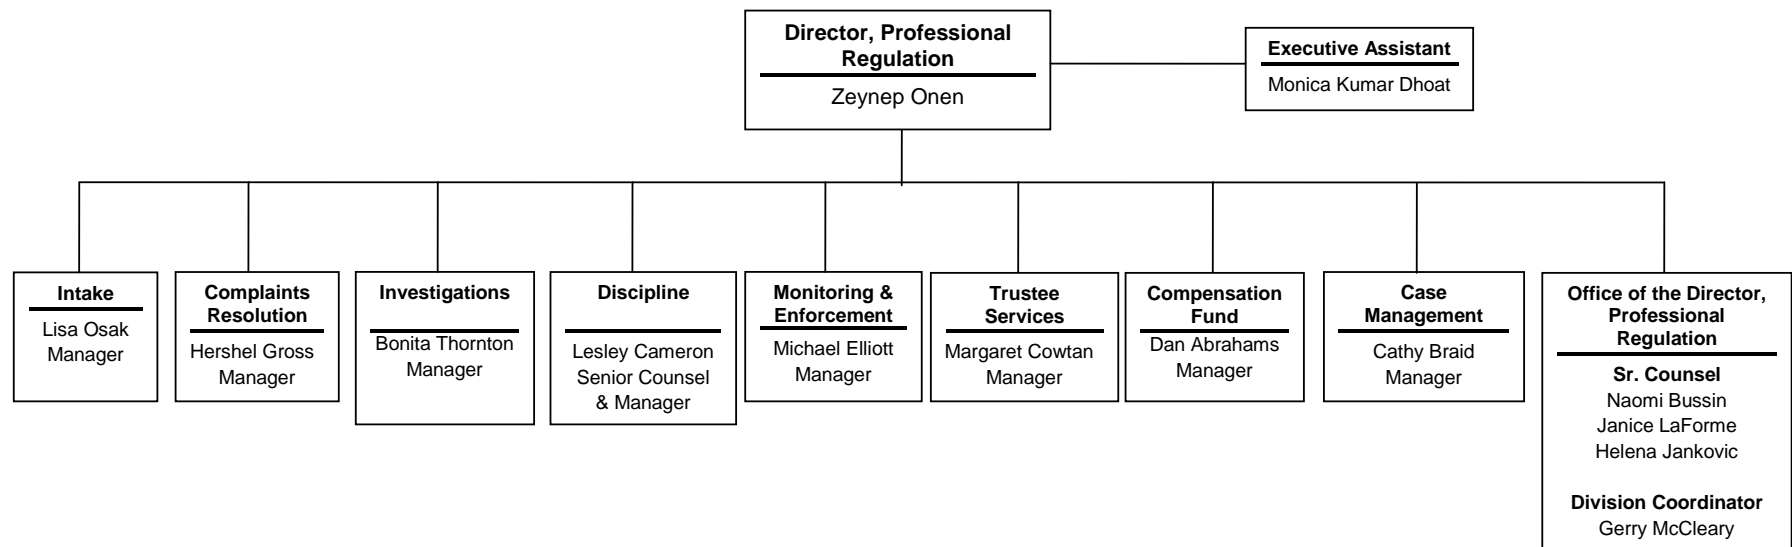 Director, Professional
Regulation
Zeynep Onen
Executive Assistant
Monica Kumar Dhoat
Intake
Lisa Osak
Manager
Complaints
Resolution
Hershel Gross
Manager
Investigations
Bonita Thornton
Manager
Discipline
Lesley Cameron
Senior Counsel
& Manager
Monitoring &
Enforcement
Michael Elliott
Manager
Trustee
Services
Margaret Cowtan
Manager
Compensation
Fund
Dan Abrahams
Manager
Case
Management
Cathy Braid
Manager
Office of the Director,
Professional
Regulation
Sr. Counsel
Naomi Bussin
Janice LaForme
Helena Jankovic
Division Coordinator
Gerry McCleary